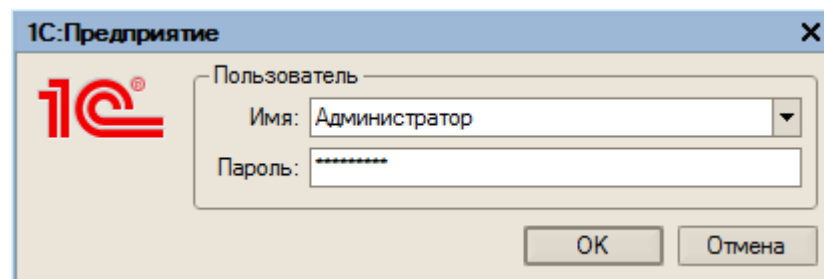 1С:Предприятие
1С®
Пользователь
Имя: Администратор
Пароль: *********
OK Отмена